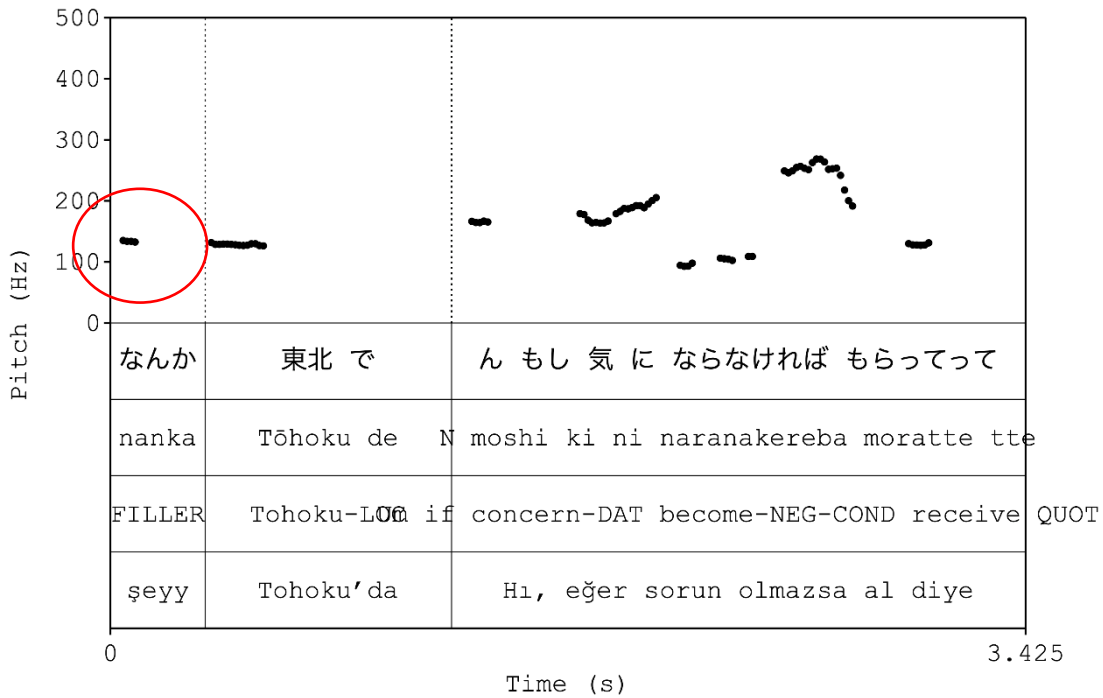 500
400
300
200
100
0
Pitch (Hz)
なんか 東北 で ん もし 気 に ならなければ もらってって
nanka Tōhoku de N moshi ki ni naranakereba moratte tte
FILLER Tohoku-LOC Um if concern-DAT become-NEG-COND receive QUOT
şeyy Tohoku’da Hı, eğer sorun olmazsa al diye
0 3.425
Time (s)